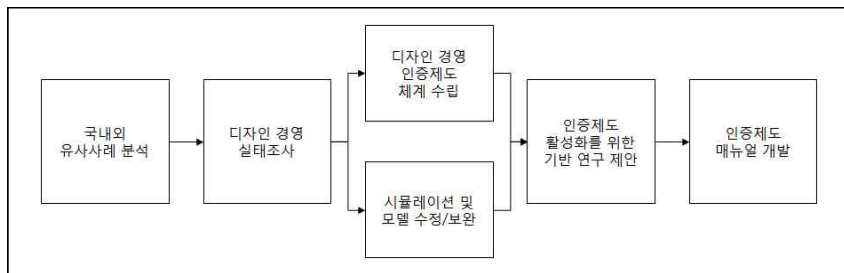 국내외
유사사례 분석
디자인 경영
실태조사
디자인 경영
인증제도
체계 수립
시뮬레이션 및
모델 수정/보완
인증제도
활성화를 위한
기반 연구 제안
인증제도
매뉴얼 개발